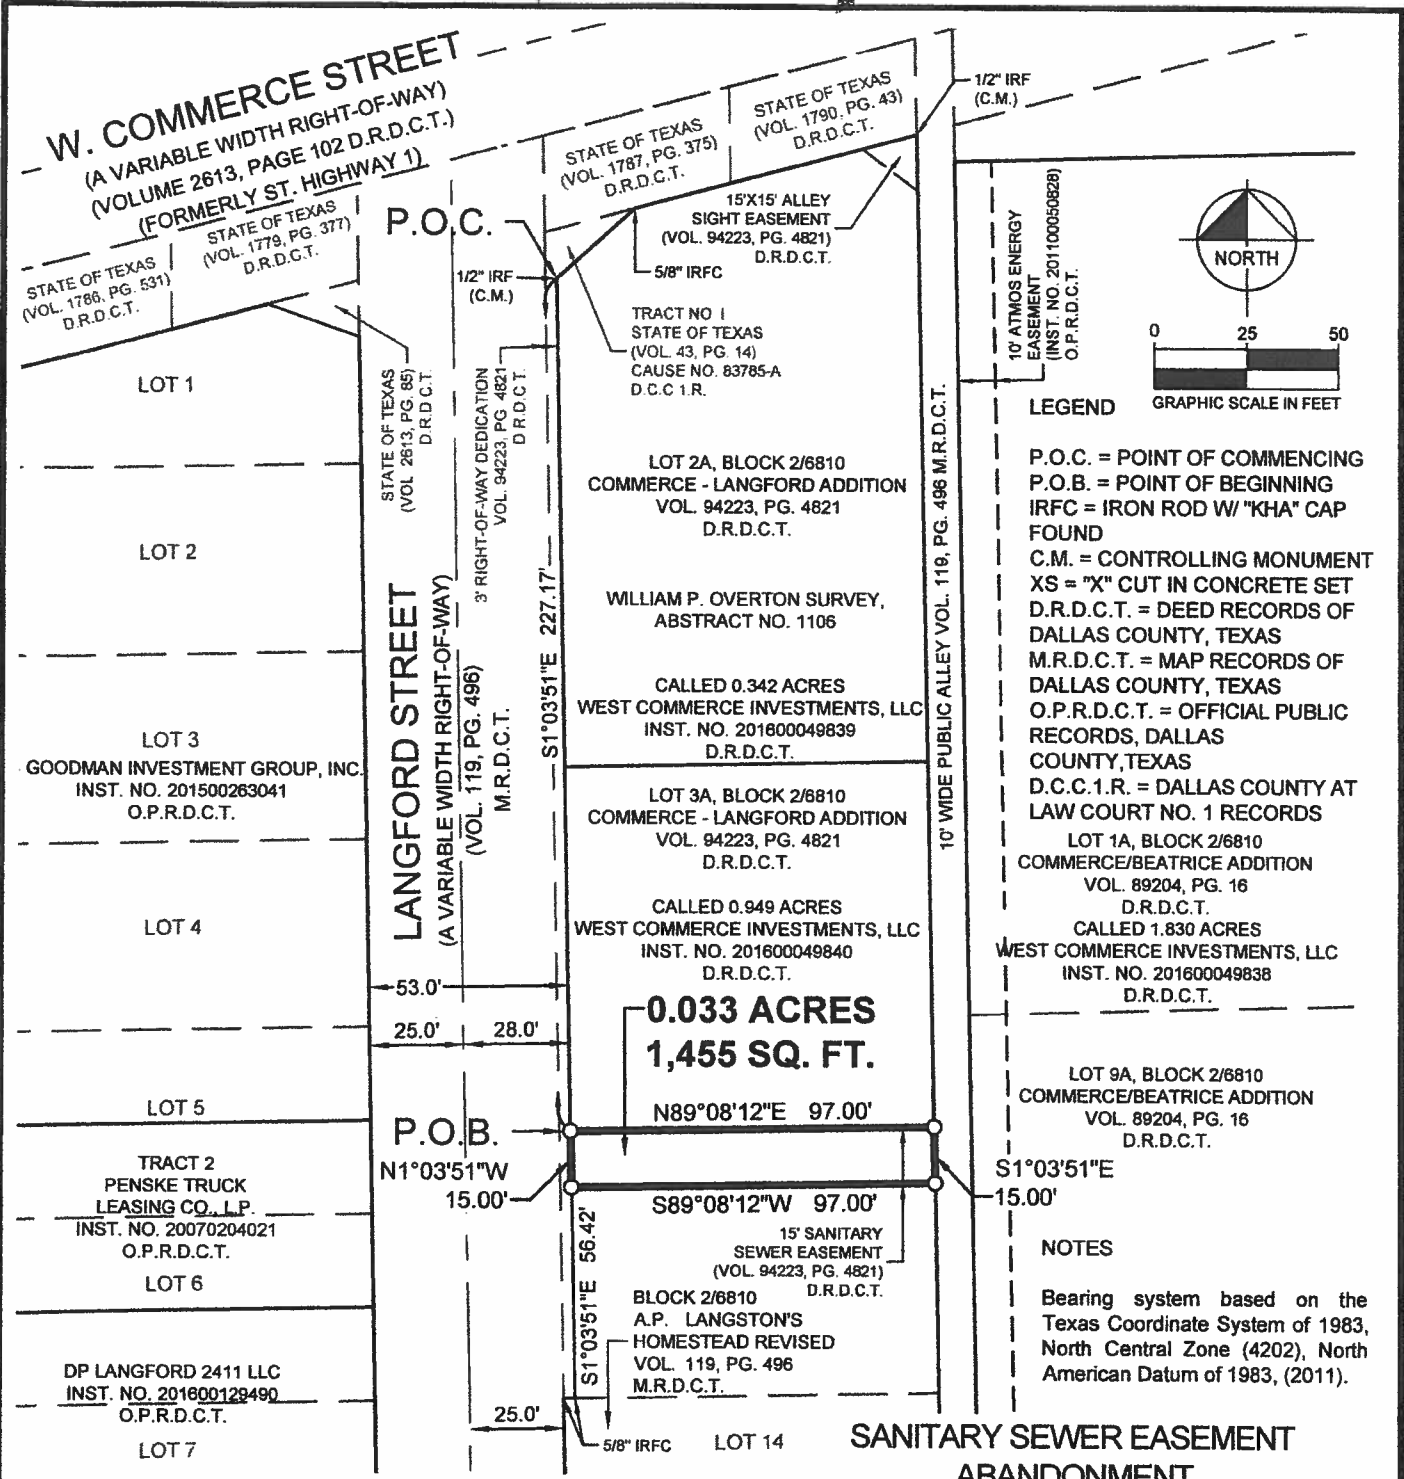 W. COMMERCE STREET
(A VARIABLE WIDTH RIGHT-OF-WAY)
(VOLUME 2613, PAGE 102 D.R.D.C.T.)
(FORMERLY ST. HIGHWAY 1)
STATE OF TEXAS
(VOL. 1786, PG. 531)
D.R.D.C.T.
STATE OF TEXAS
(VOL. 1779, PG. 377)
D.R.D.C.T.
STATE OF TEXAS
(VOL. 1787, PG. 375)
D.R.D.C.T.
STATE OF TEXAS
(VOL. 1790, PG. 43)
D.R.D.C.T.
1/2" IRF
(C.M.)
P.O.C.
1/2" IRF
(C.M.)
15'X15' ALLEY
SIGHT EASEMENT
(VOL. 94223, PG. 4821)
D.R.D.C.T.
5/8" IRFC
TRACT NO 1
STATE OF TEXAS
(VOL. 43, PG. 14)
CAUSE NO. 83785-A
D.C.C 1.R.
10' ATMOS ENERGY
EASEMENT
(INST. NO. 201100050828)
O.P.R.D.C.T.
NORTH
0 25 50
GRAPHIC SCALE IN FEET
LOT 1
LOT 2
LOT 3
GOODMAN INVESTMENT GROUP, INC.
INST. NO. 201500263041
O.P.R.D.C.T.
LOT 4
LOT 5
TRACT 2
PENSKE TRUCK
LEASING CO., L.P.
INST. NO. 20070204021
O.P.R.D.C.T.
LOT 6
DP LANGFORD 2411 LLC
INST. NO. 201600129490
O.P.R.D.C.T.
LOT 7
STATE OF TEXAS
(VOL 2613, PG. 85)
D.R.D.C.T.
3' RIGHT-OF-WAY DEDICATION
VOL. 94223, PG 4821
D.R.D.C.T.
LANGFORD STREET
(A VARIABLE WIDTH RIGHT-OF-WAY)
(VOL. 119, PG. 496)
M.R.D.C.T.
S1°03'51"E 227.17'
53.0'
25.0' 28.0'
LOT 2A, BLOCK 2/6810
COMMERCE - LANGFORD ADDITION
VOL. 94223, PG. 4821
D.R.D.C.T.
WILLIAM P. OVERTON SURVEY,
ABSTRACT NO. 1106
CALLED 0.342 ACRES
WEST COMMERCE INVESTMENTS, LLC
INST. NO. 201600049839
D.R.D.C.T.
LOT 3A, BLOCK 2/6810
COMMERCE - LANGFORD ADDITION
VOL. 94223, PG. 4821
D.R.D.C.T.
CALLED 0.949 ACRES
WEST COMMERCE INVESTMENTS, LLC
INST. NO. 201600049840
D.R.D.C.T.
0.033 ACRES
1,455 SQ. FT.
N89°08'12"E 97.00'
P.O.B.
N1°03'51"W
15.00'
S89°08'12"W 97.00'
S1°03'51"E
15.00'
15' SANITARY
SEWER EASEMENT
(VOL. 94223, PG. 4821)
D.R.D.C.T.
S1°03'51"E 56.42'
BLOCK 2/6810
A.P. LANGSTON'S
HOMESTEAD REVISED
VOL. 119, PG. 496
M.R.D.C.T.
25.0'
5/8" IRFC
LOT 14
10' WIDE PUBLIC ALLEY VOL. 119, PG. 496 M.R.D.C.T.
LEGEND
P.O.C. = POINT OF COMMENCING
P.O.B. = POINT OF BEGINNING
IRFC = IRON ROD W/ "KHA" CAP
FOUND
C.M. = CONTROLLING MONUMENT
XS = "X" CUT IN CONCRETE SET
D.R.D.C.T. = DEED RECORDS OF
DALLAS COUNTY, TEXAS
M.R.D.C.T. = MAP RECORDS OF
DALLAS COUNTY, TEXAS
O.P.R.D.C.T. = OFFICIAL PUBLIC
RECORDS, DALLAS
COUNTY,TEXAS
D.C.C.1.R. = DALLAS COUNTY AT
LAW COURT NO. 1 RECORDS
LOT 1A, BLOCK 2/6810
COMMERCE/BEATRICE ADDITION
VOL. 89204, PG. 16
D.R.D.C.T.
CALLED 1.830 ACRES
WEST COMMERCE INVESTMENTS, LLC
INST. NO. 201600049838
D.R.D.C.T.
LOT 9A, BLOCK 2/6810
COMMERCE/BEATRICE ADDITION
VOL. 89204, PG. 16
D.R.D.C.T.
NOTES
Bearing system based on the
Texas Coordinate System of 1983,
North Central Zone (4202), North
American Datum of 1983, (2011).
SANITARY SEWER EASEMENT
ABANDONMENT